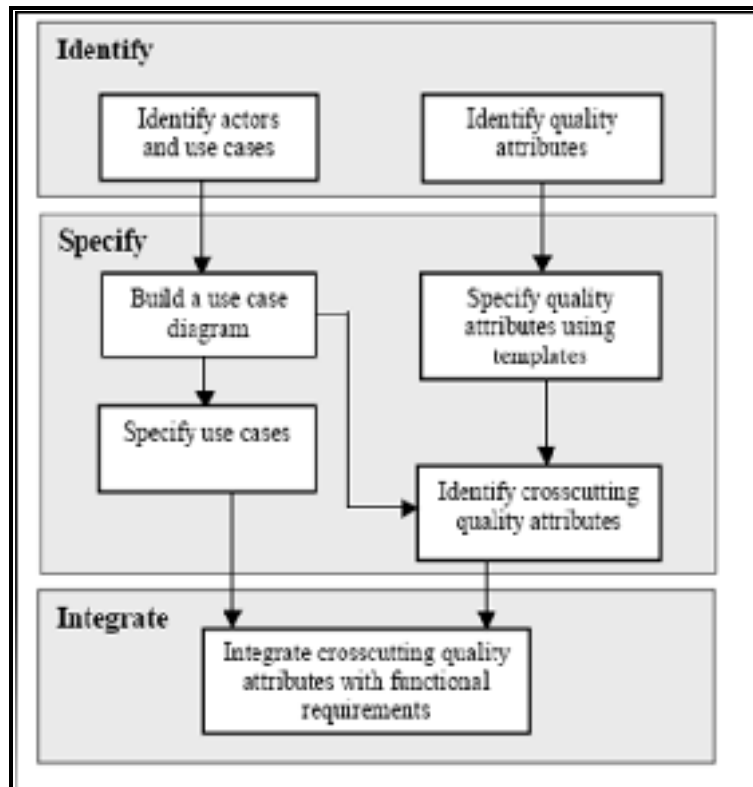 Identify
Identify actors
and use cases
Identify quality
attributes
Specify
Build a use case
diagram
Specify quality
attributes using
templates
Specify use cases
Identify crosscutting
quality attributes
Integrate
Integrate crosscutting quality
attributes with functional
requirements